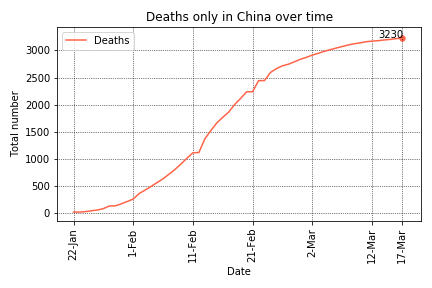 Deaths only in China over time
Deaths
3230
Total number
3000
2500
2000
1500
1000
500
0
22-Jan
1-Feb
11-Feb
21-Feb
2-Mar
12-Mar
17-Mar
Date